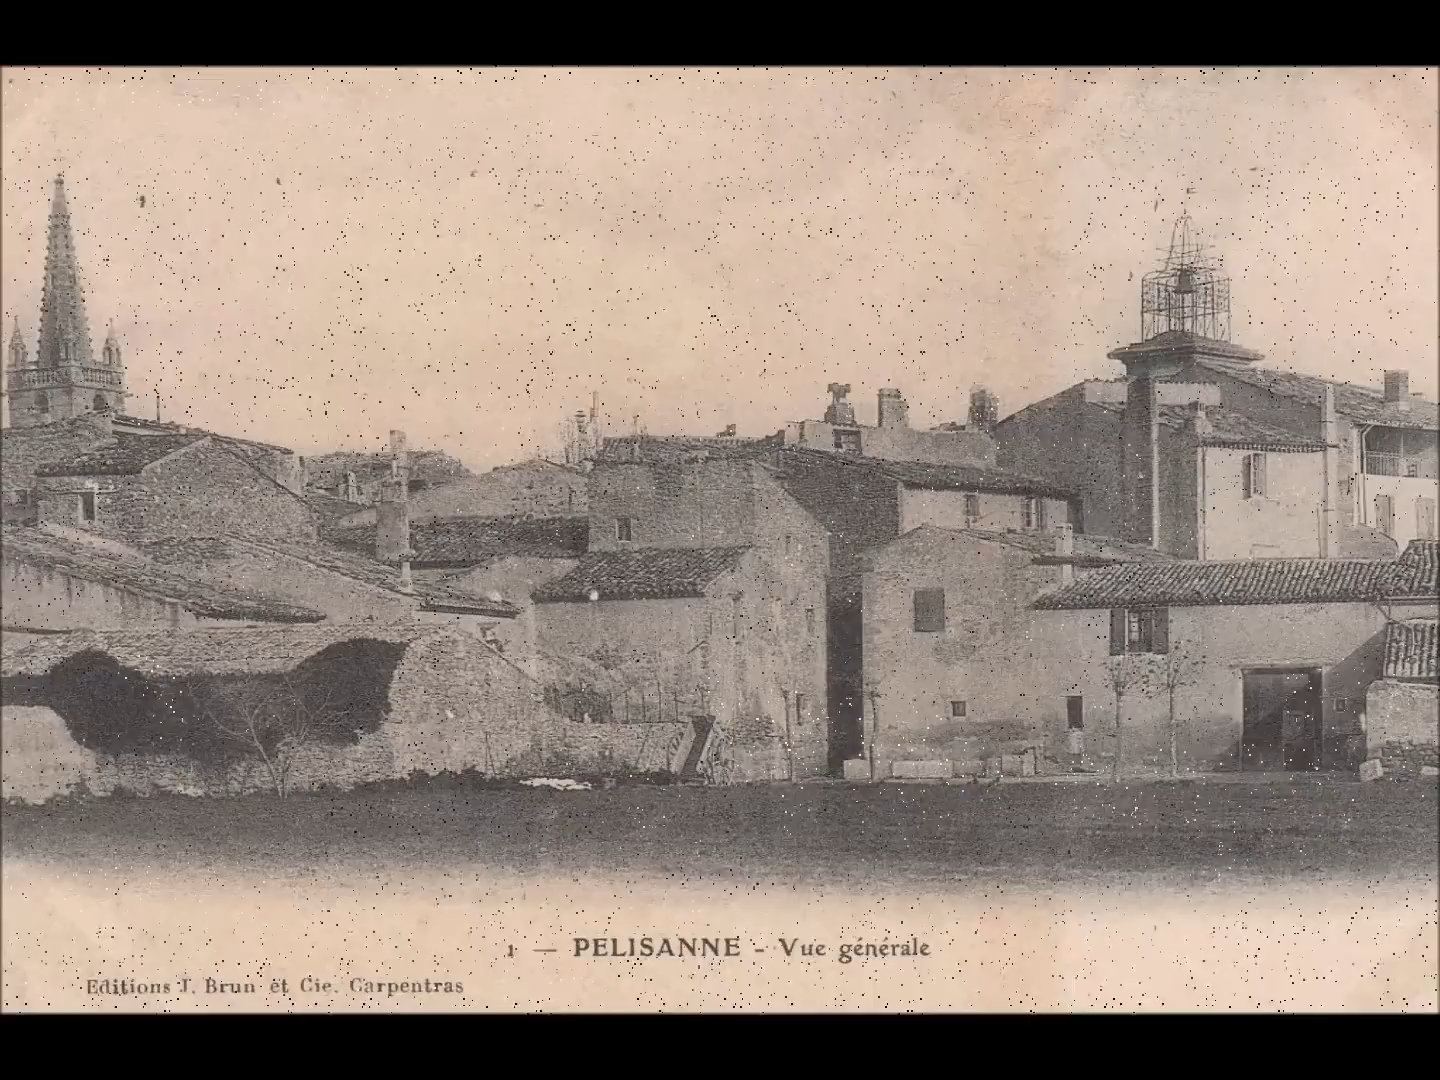 1 — PELISANNE - Vue générale
Editions J. Brun et Cie. Carpentras